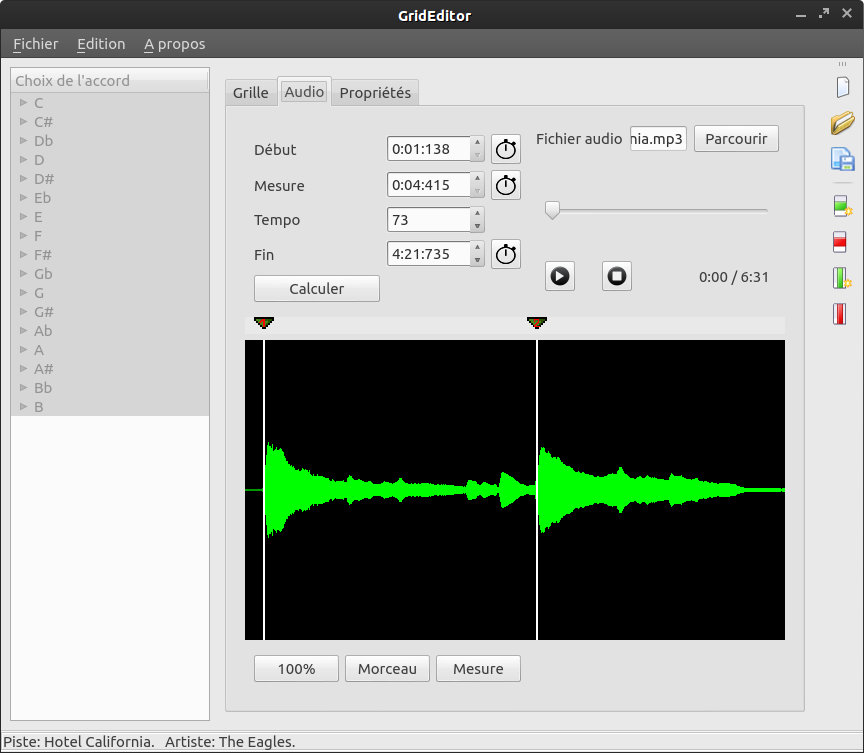 GridEditor
Fichier Edition A propos
Choix de l'accord
C
C#
Db
D
D#
Eb
E
F
F#
Gb
G
G#
Ab
A
A#
Bb
B
Grille Audio Propriétés
Début 0:01:138
Mesure 0:04:415
Tempo 73
Fin 4:21:735
Calculer
Fichier audio nia.mp3 Parcourir
0:00 / 6:31
100% Morceau Mesure
Piste: Hotel California. Artiste: The Eagles.